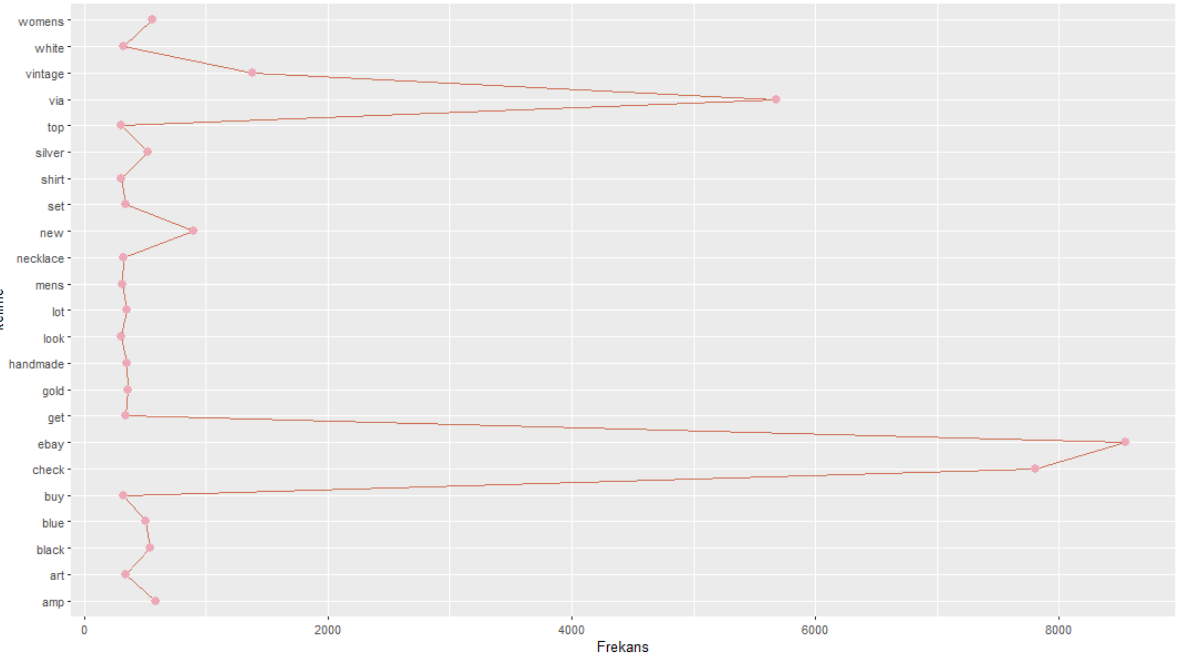 womens
white
vintage
via
top
silver
shirt
set
new
necklace
mens
lot
look
handmade
gold
get
ebay
check
buy
blue
black
art
amp
0 2000 4000 6000 8000
Frekans